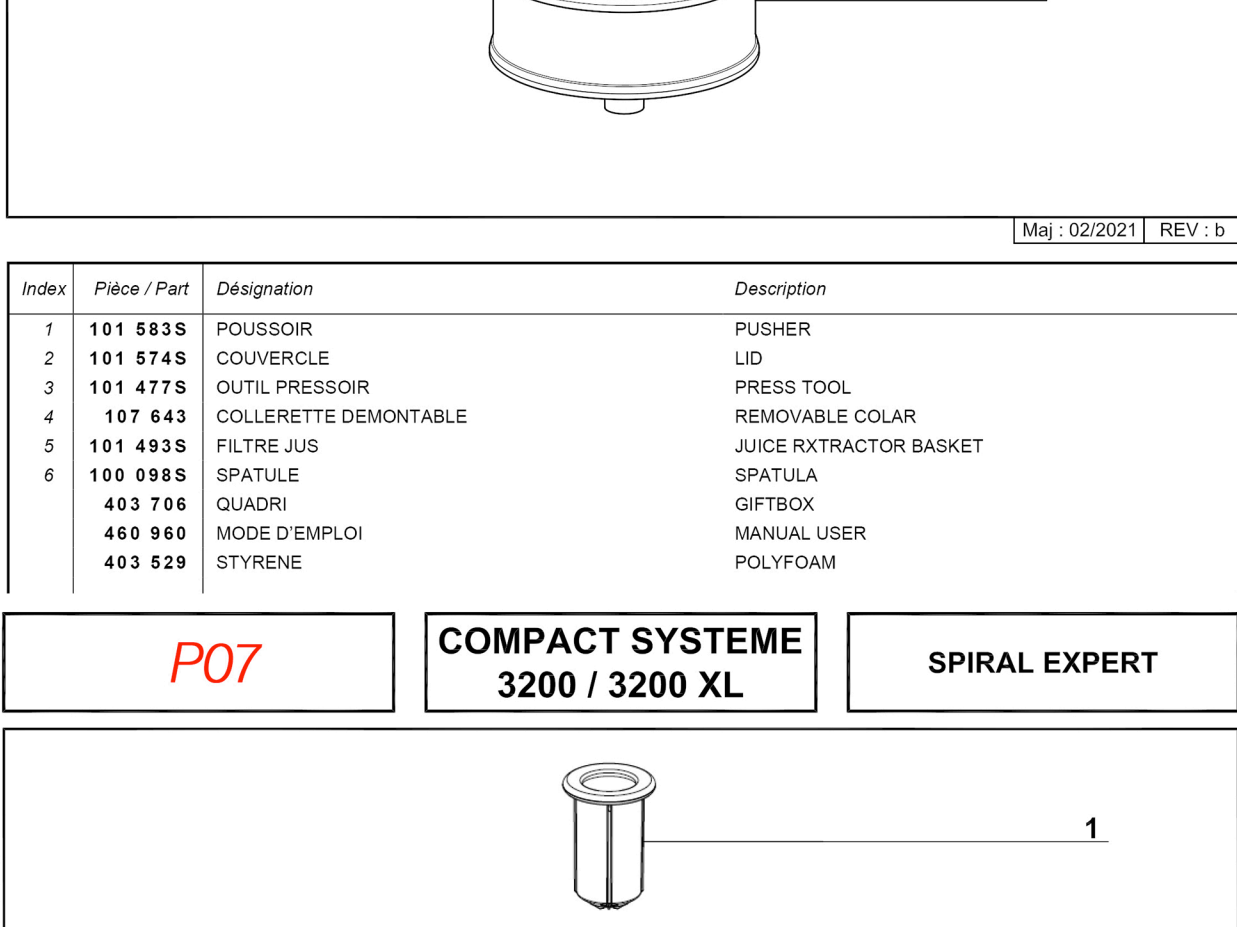 Maj : 02/2021 REV : b
Index Pièce / Part Désignation Description
1 101 583S POUSSOIR PUSHER
2 101 574S COUVERCLE LID
3 101 477S OUTIL PRESSOIR PRESS TOOL
4 107 643 COLLERETTE DEMONTABLE REMOVABLE COLAR
5 101 493S FILTRE JUS JUICE RXTRACTOR BASKET
6 100 098S SPATULE SPATULA
403 706 QUADRI GIFTBOX
460 960 MODE D'EMPLOI MANUAL USER
403 529 STYRENE POLYFOAM
P07
COMPACT SYSTEME
3200 / 3200 XL
SPIRAL EXPERT
1